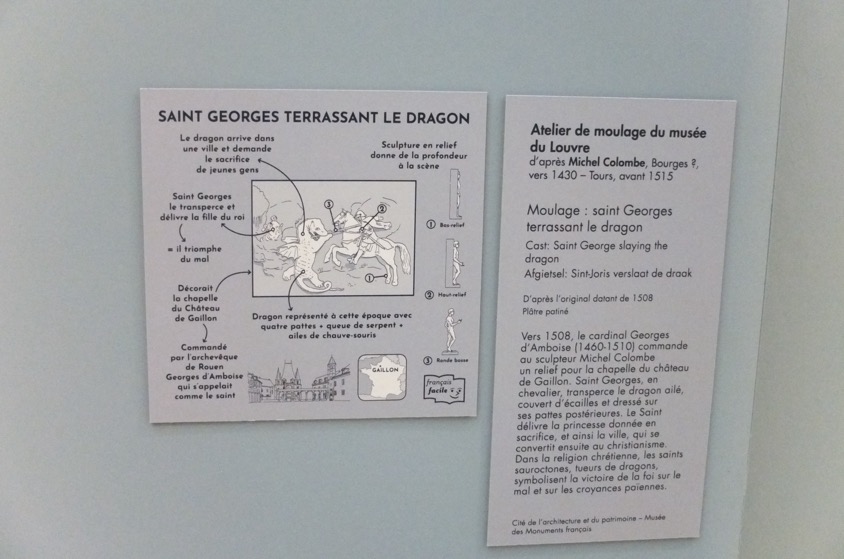 SAINT GEORGES TERRASSANT LE DRAGON
Le dragon arrive dans
une ville et demande
le sacrifice
de jeunes gens
Sculpture en relief
donne de la profondeur
à la scène
Saint Georges
le transperce et
délivre la fille du roi
= il triomphe
du mal
Décorait
la chapelle
du Château
de Gaillon
Commandé
par l'archevêque
de Rouen
Georges d'Amboise
qui s'appelait
comme le saint
3
2
1
Dragon représenté à cette époque avec
quatre pattes + queue de serpent +
ailes de chauve-souris
1 Bas-relief
2 Haut-relief
3 Ronde bosse
GAILLON
français
facile
Atelier de moulage du musée
du Louvre
d'après Michel Colombe, Bourges ?,
vers 1430 – Tours, avant 1515
Moulage : saint Georges
terrassant le dragon
Cast: Saint George slaying the
dragon
Afgietsel: Sint-Joris verslaat de draak
D'après l'original datant de 1508
Plâtre patiné
Vers 1508, le cardinal Georges
d'Amboise (1460-1510) commande
au sculpteur Michel Colombe
un relief pour la chapelle du château
de Gaillon. Saint Georges, en
chevalier, transperce le dragon ailé,
couvert d'écailles et dressé sur
ses pattes postérieures. Le Saint
délivre la princesse donnée en
sacrifice, et ainsi la ville, qui se
convertit ensuite au christianisme.
Dans la religion chrétienne, les saints
sauroctones, tueurs de dragons,
symbolisent la victoire de la foi sur le
mal et sur les croyances païennes.
Cité de l'architecture et du patrimoine – Musée
des Monuments français